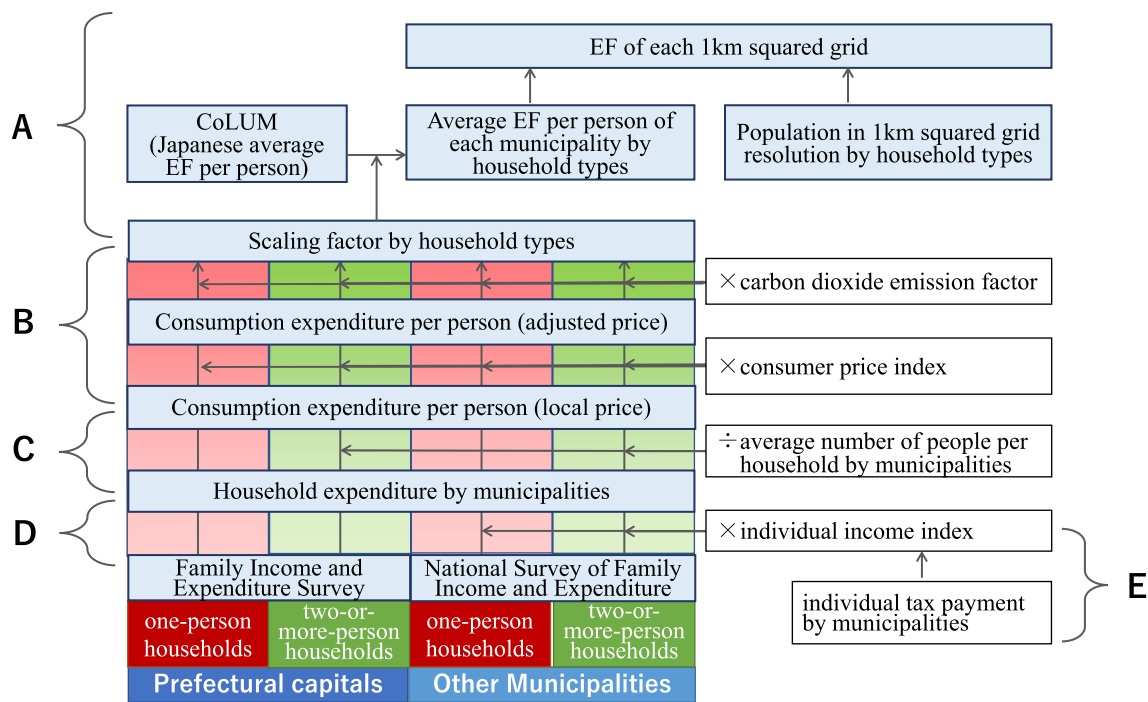 EF of each 1km squared grid
A
CoLUM
(Japanese average
EF per person)
Average EF per person of
each municipality by
household types
Population in 1km squared grid
resolution by household types
Scaling factor by household types
×carbon dioxide emission factor
B
Consumption expenditure per person (adjusted price)
×consumer price index
Consumption expenditure per person (local price)
C
÷average number of people per
household by municipalities
Household expenditure by municipalities
D
×individual income index
Family Income and
Expenditure Survey
National Survey of Family
Income and Expenditure
E
individual tax payment
by municipalities
one-person
households
two-or-
more-person
households
one-person
households
two-or-
more-person
households
Prefectural capitals
Other Municipalities